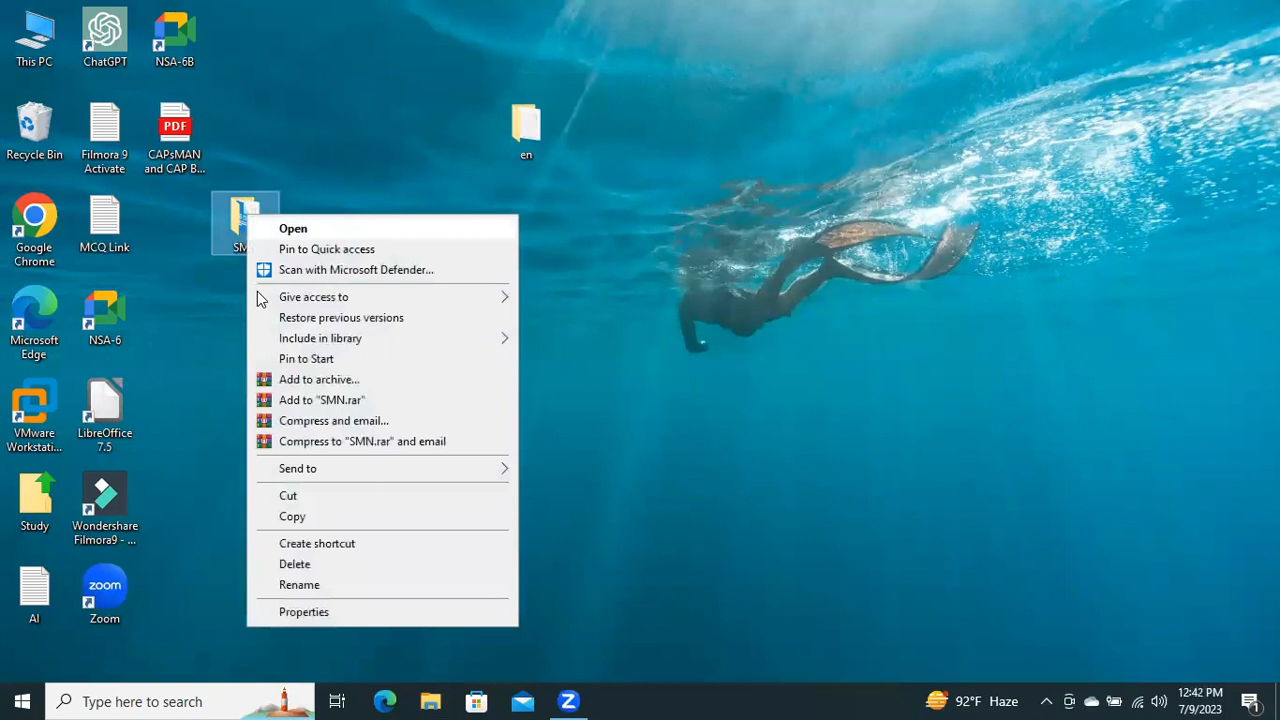 This PC
ChatGPT
NSA-6B
Recycle Bin
Filmora 9
Activate
PDF
CAPsMAN
and CAP B...
en
Google
Chrome
MCQ Link
SM
Open
Pin to Quick access
Scan with Microsoft Defender...
Give access to
Restore previous versions
Include in library
Pin to Start
Add to archive...
Add to "SMN.rar"
Compress and email...
Compress to "SMN.rar" and email
Send to
Cut
Copy
Create shortcut
Delete
Rename
Properties
Microsoft
Edge
NSA-6
VMware
Workstati...
LibreOffice
7.5
Study
Wondershare
Filmora9 - ...
AI
zoom
Zoom
Type here to search
92°F Haze
12:42 PM
7/9/2023
1